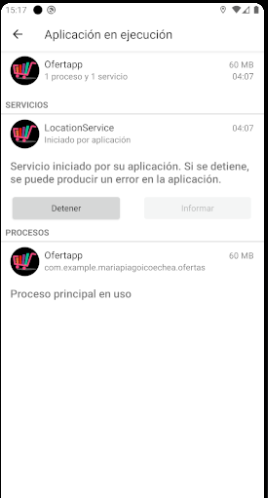 15:17
Aplicación en ejecución
Ofertapp 60 MB
1 proceso y 1 servicio 04:07
SERVICIOS
LocationService 04:07
Iniciado por aplicación
Servicio iniciado por su aplicación. Si se detiene,
se puede producir un error en la aplicación.
Detener Informar
PROCESOS
Ofertapp 60 MB
com.example.mariapiagoicoechea.ofertas
Proceso principal en uso